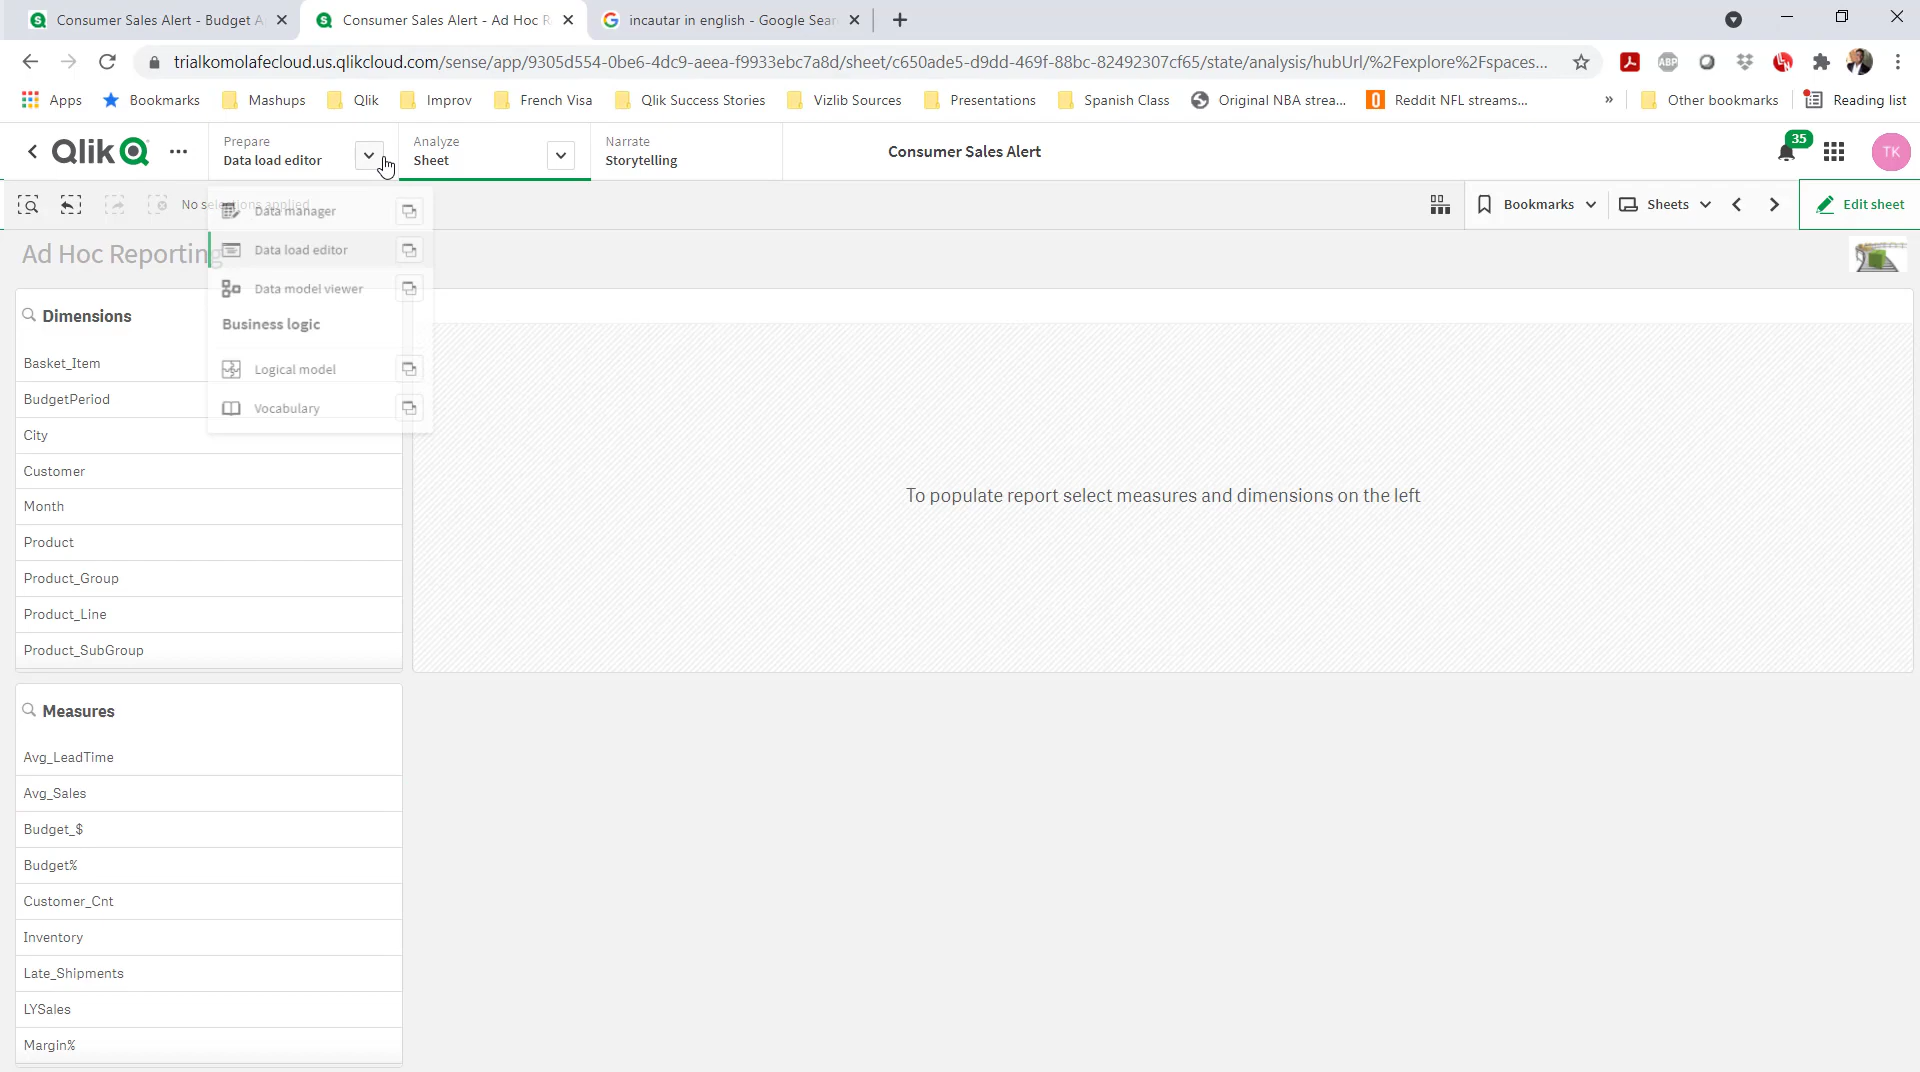 Consumer Sales Alert - Budget A
Consumer Sales Alert - Ad Hoc R
incautar in english - Google Sear
trialkomolafecloud.us.qlikcloud.com/sense/app/9305d554-0be6-4dc9-aeea-f9933ebc7a8d/sheet/c650ade5-d9dd-469f-88bc-82492307cf65/state/analysis/hubUrl/%2Fexplore%2Fspaces...
ABP
Apps
Bookmarks
Mashups
Qlik
Improv
French Visa
Qlik Success Stories
Vizlib Sources
Presentations
Spanish Class
Original NBA strea...
Reddit NFL streams...
»
Other bookmarks
Reading list
Qlik
Prepare
Data load editor
Analyze
Sheet
Narrate
Storytelling
Consumer Sales Alert
35
TK
No selections applied
Bookmarks
Sheets
Edit sheet
Data manager
Data load editor
Data model viewer
Business logic
Logical model
Vocabulary
Ad Hoc Reporting
Dimensions
Basket_Item
BudgetPeriod
City
Customer
Month
Product
Product_Group
Product_Line
Product_SubGroup
To populate report select measures and dimensions on the left
Measures
Avg_LeadTime
Avg_Sales
Budget_$
Budget%
Customer_Cnt
Inventory
Late_Shipments
LYSales
Margin%